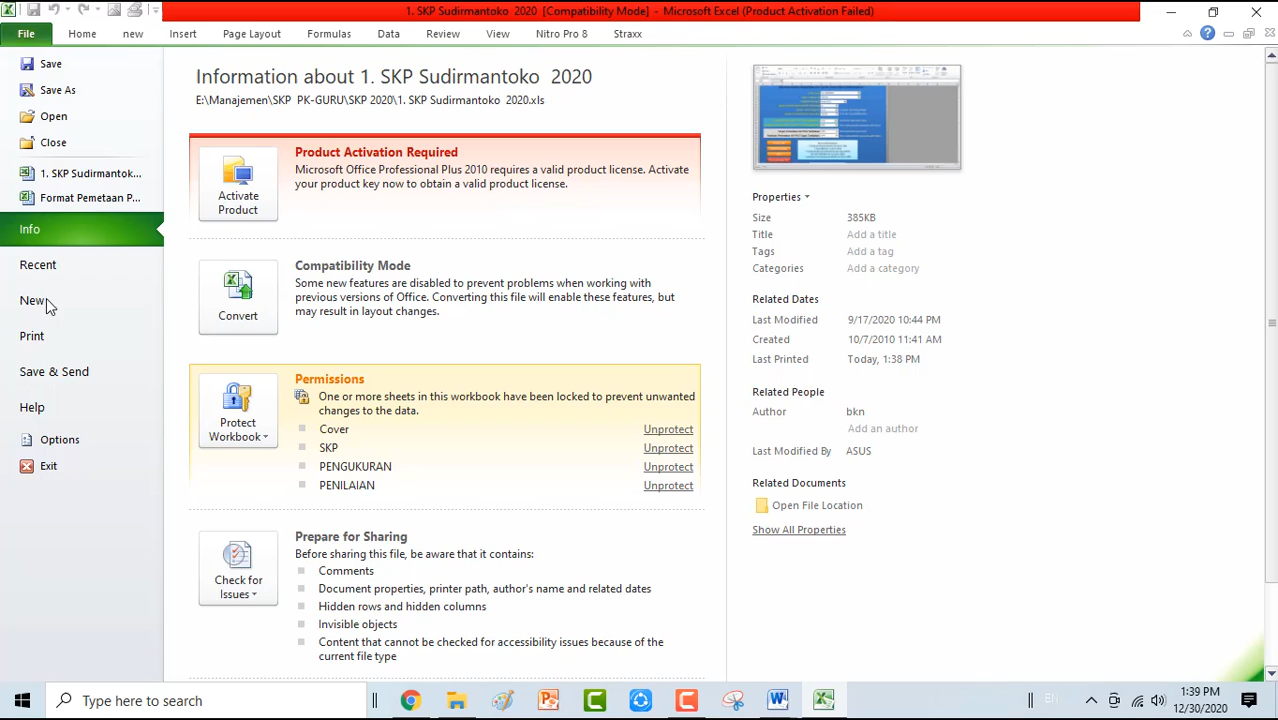 1. SKP Sudirmantoko 2020 [Compatibility Mode] - Microsoft Excel (Product Activation Failed)
File Home new Insert Page Layout Formulas Data Review View Nitro Pro 8 Straxx
Save
Save As
Open
Close
1. SKP Sudirmantok...
Format Pemetaan P...
Info
Recent
New
Print
Save & Send
Help
Options
Exit
Information about 1. SKP Sudirmantoko 2020
E:\Manajemen\SKP_PK-GURU\SKP 2020\1. SKP Sudirmantoko 2020.xls
Activate Product
Product Activation Required
Microsoft Office Professional Plus 2010 requires a valid product license. Activate
your product key now to obtain a valid product license.
Convert
Compatibility Mode
Some new features are disabled to prevent problems when working with
previous versions of Office. Converting this file will enable these features, but
may result in layout changes.
Protect Workbook
Permissions
One or more sheets in this workbook have been locked to prevent unwanted
changes to the data.
Cover Unprotect
SKP Unprotect
PENGUKURAN Unprotect
PENILAIAN Unprotect
Check for Issues
Prepare for Sharing
Before sharing this file, be aware that it contains:
Comments
Document properties, printer path, author's name and related dates
Hidden rows and hidden columns
Invisible objects
Content that cannot be checked for accessibility issues because of the
current file type
Properties
Size 385KB
Title Add a title
Tags Add a tag
Categories Add a category
Related Dates
Last Modified 9/17/2020 10:44 PM
Created 10/7/2010 11:41 AM
Last Printed Today, 1:38 PM
Related People
Author bkn
Add an author
Last Modified By ASUS
Related Documents
Open File Location
Show All Properties
Type here to search
1:39 PM
12/30/2020